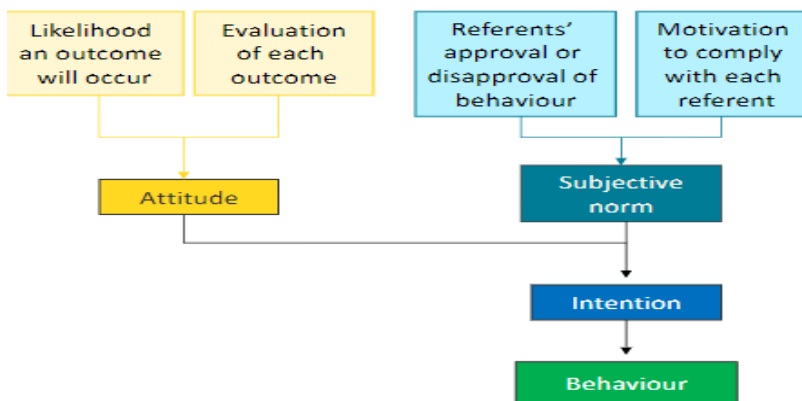 Likelihood
an outcome
will occur
Evaluation
of each
outcome
Referents’
approval or
disapproval of
behaviour
Motivation
to comply
with each
referent
Attitude
Subjective
norm
Intention
Behaviour